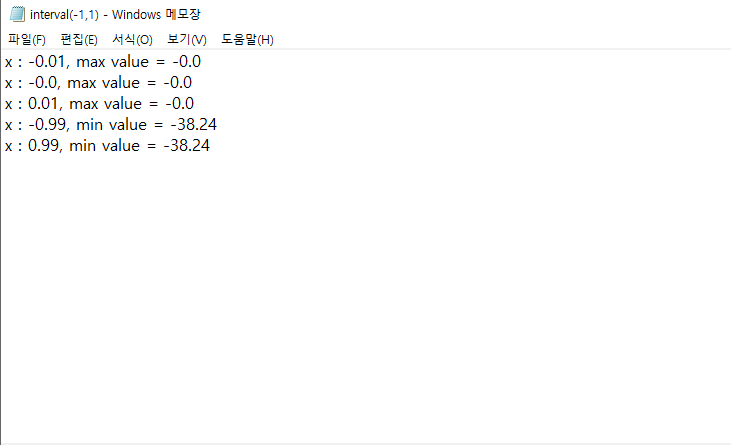 interval(-1,1) - Windows 메모장
파일(F) 편집(E) 서식(O) 보기(V) 도움말(H)
x : -0.01, max value = -0.0
x : -0.0, max value = -0.0
x : 0.01, max value = -0.0
x : -0.99, min value = -38.24
x : 0.99, min value = -38.24